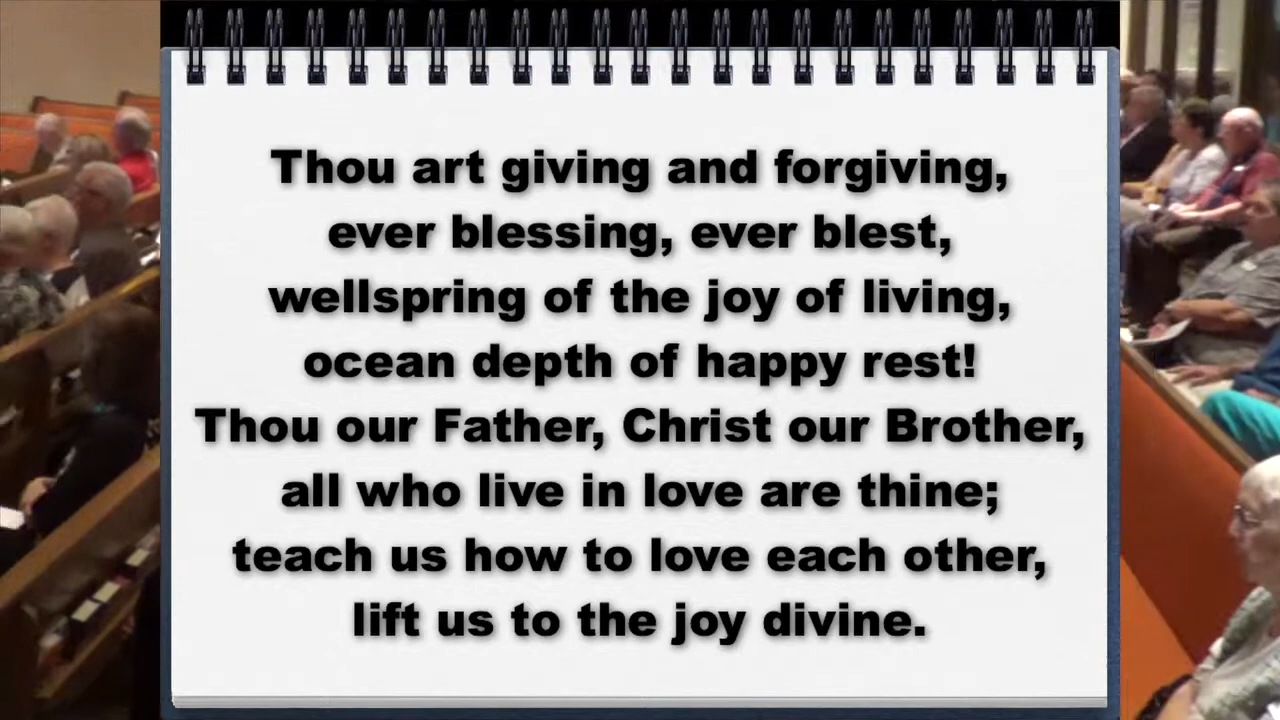 Thou art giving and forgiving,
ever blessing, ever blest,
wellspring of the joy of living,
ocean depth of happy rest!
Thou our Father, Christ our Brother,
all who live in love are thine;
teach us how to love each other,
lift us to the joy divine.